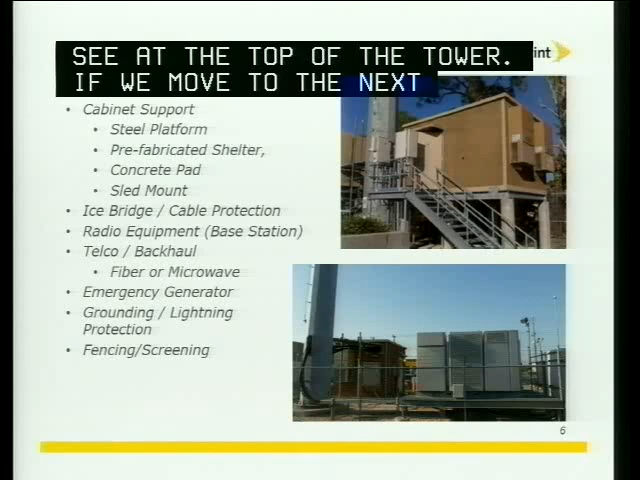 SEE AT THE TOP OF THE TOWER.
IF WE MOVE TO THE NEXT
int
• Cabinet Support
• Steel Platform
• Pre-fabricated Shelter,
• Concrete Pad
• Sled Mount
• Ice Bridge / Cable Protection
• Radio Equipment (Base Station)
• Telco / Backhaul
• Fiber or Microwave
• Emergency Generator
• Grounding / Lightning
Protection
• Fencing/Screening
6